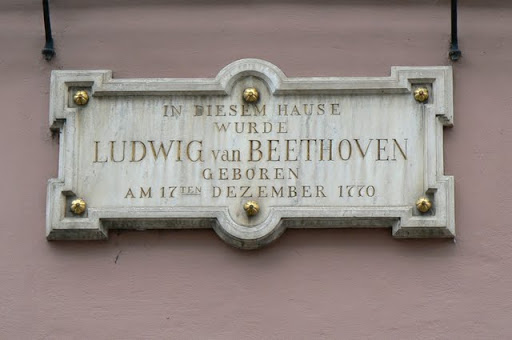 IN DIESEM HAUSE
WURDE
LUDWIG van BEETHOVEN
GEBOREN
AM 17TEN DEZEMBER 1770